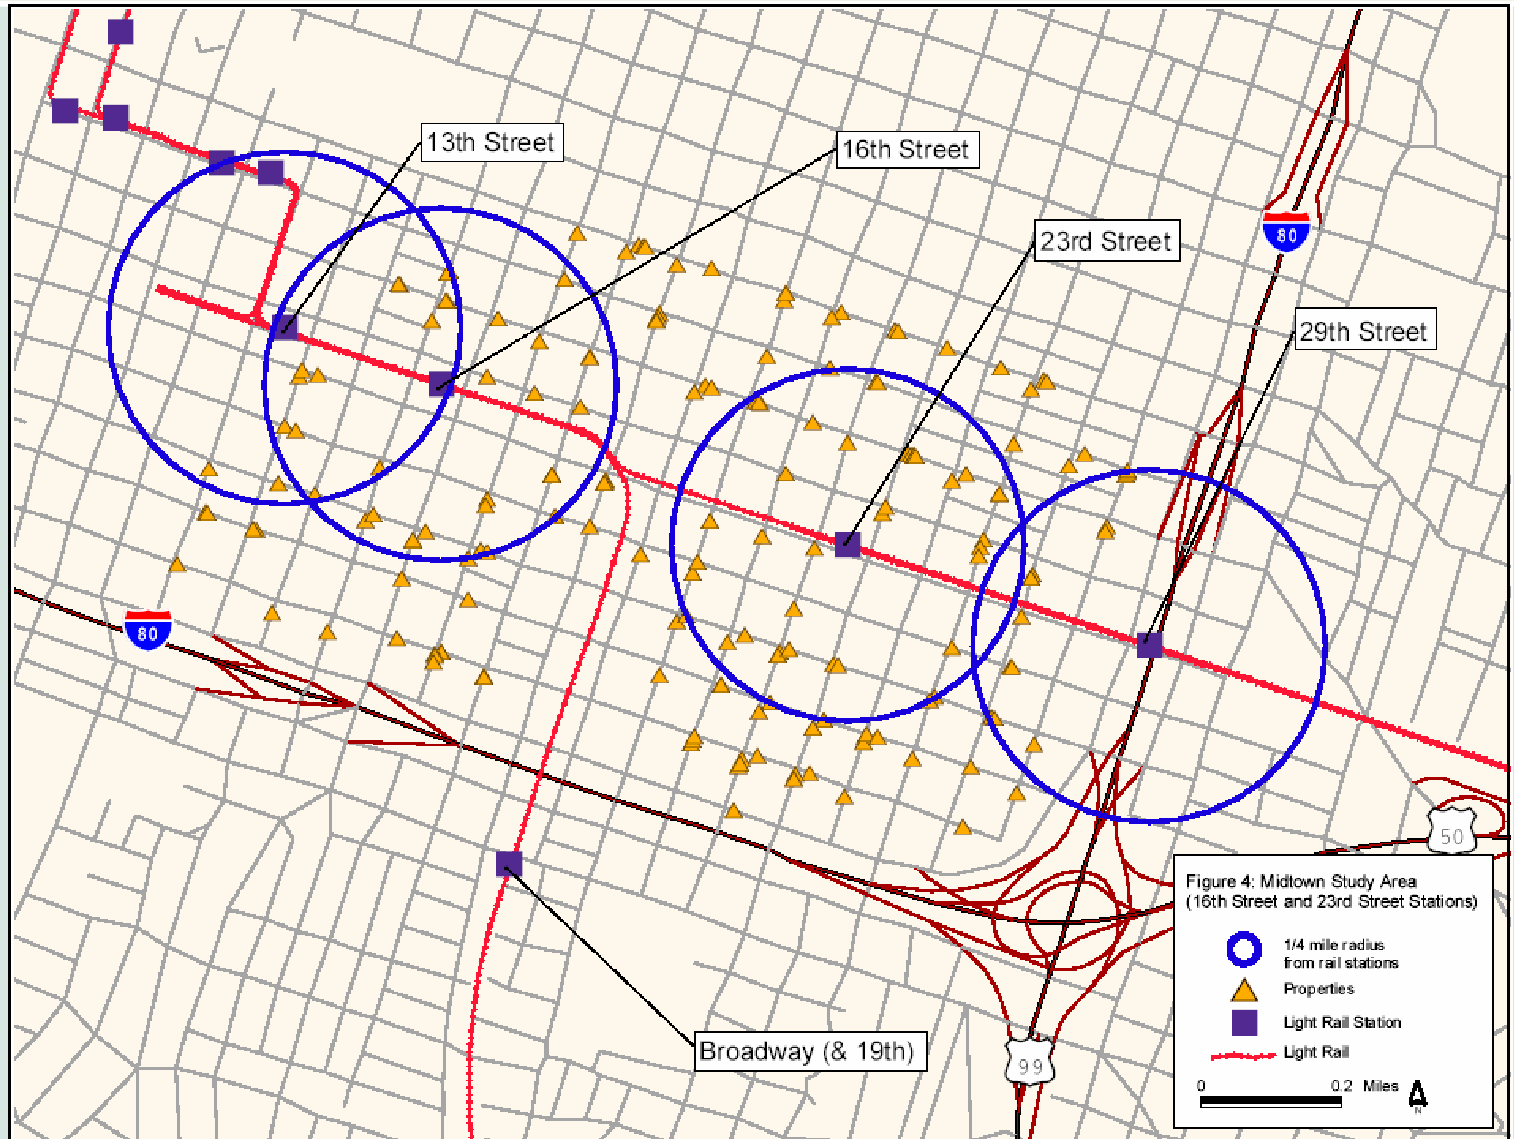 13th Street
16th Street
80
23rd Street
29th Street
80
50
Figure 4: Midtown Study Area
(16th Street and 23rd Street Stations)
1/4 mile radius
from rail stations
Properties
Light Rail Station
Light Rail
Broadway (& 19th)
99
0 0.2 Miles
N